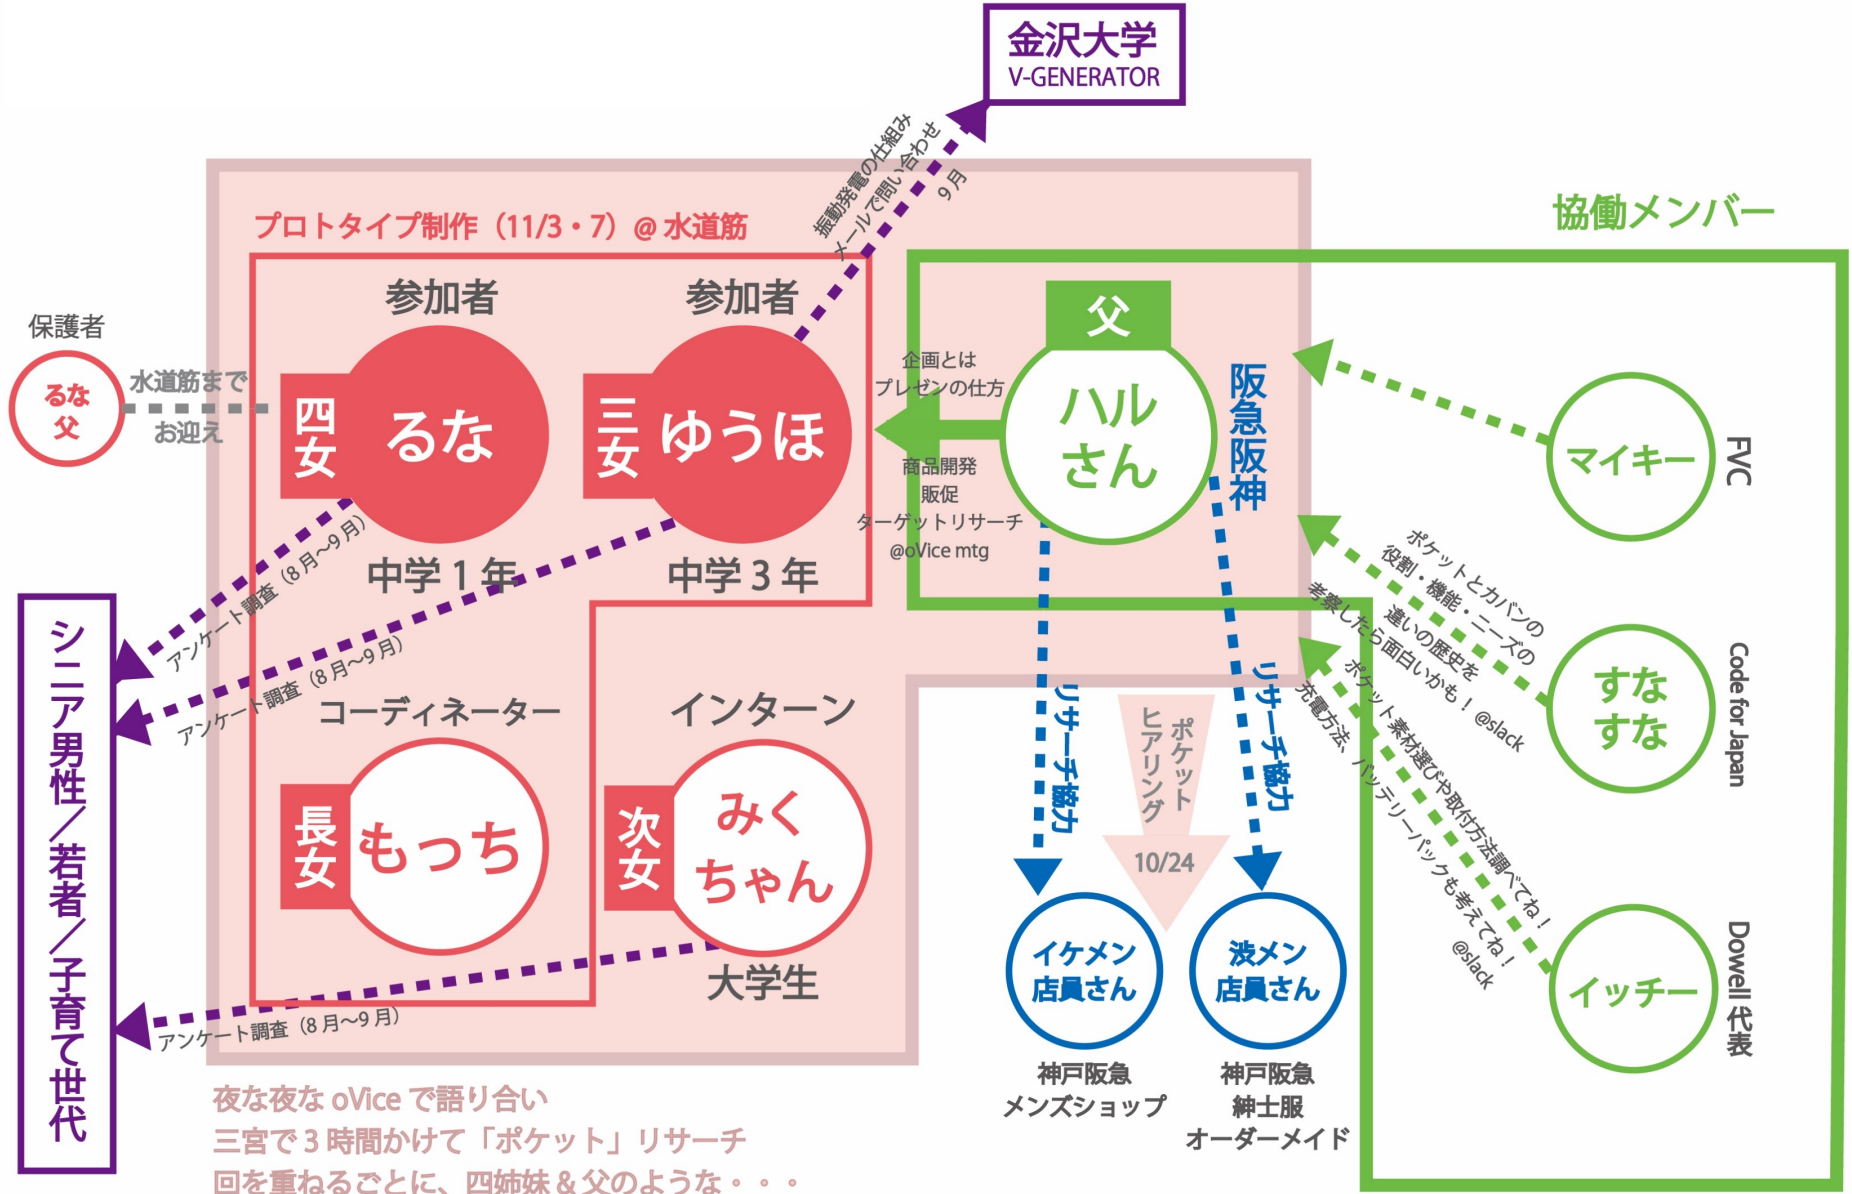 金沢大学
V-GENERATOR
振動発電の仕組み
メールで問い合わせ
9月
プロトタイプ制作（11/3・7）@ 水道筋
協働メンバー
保護者
るな
父
水道筋まで
お迎え
参加者
四女
るな
中学 1 年
参加者
三女
ゆうほ
中学 3 年
企画とは
プレゼンの仕方
商品開発
販促
ターゲットリサーチ
@oVice mtg
父
ハル
さん
阪急阪神
マイキー
FVC
ポケットとカバンの
役割・機能・ニーズの
違いの歴史を
考察したら面白いかも！@slack
すな
すな
Code for Japan
ポケット素材選びや取付方法調べてね！
充電方法、バッテリーパックも考えてね！
@slack
イッチー
Dowell 代表
アンケート調査（8月～9月）
アンケート調査（8月～9月）
シニア男性／若者／子育て世代
コーディネーター
長女
もっち
インターン
次女
みく
ちゃん
大学生
アンケート調査（8月～9月）
リサーチ協力
ポケット
ヒアリング
10/24
リサーチ協力
イケメン
店員さん
神戸阪急
メンズショップ
渋メン
店員さん
神戸阪急
紳士服
オーダーメイド
夜な夜な oVice で語り合い
三宮で 3 時間かけて「ポケット」リサーチ
回を重ねるごとに、四姉妹 & 父のような・・・